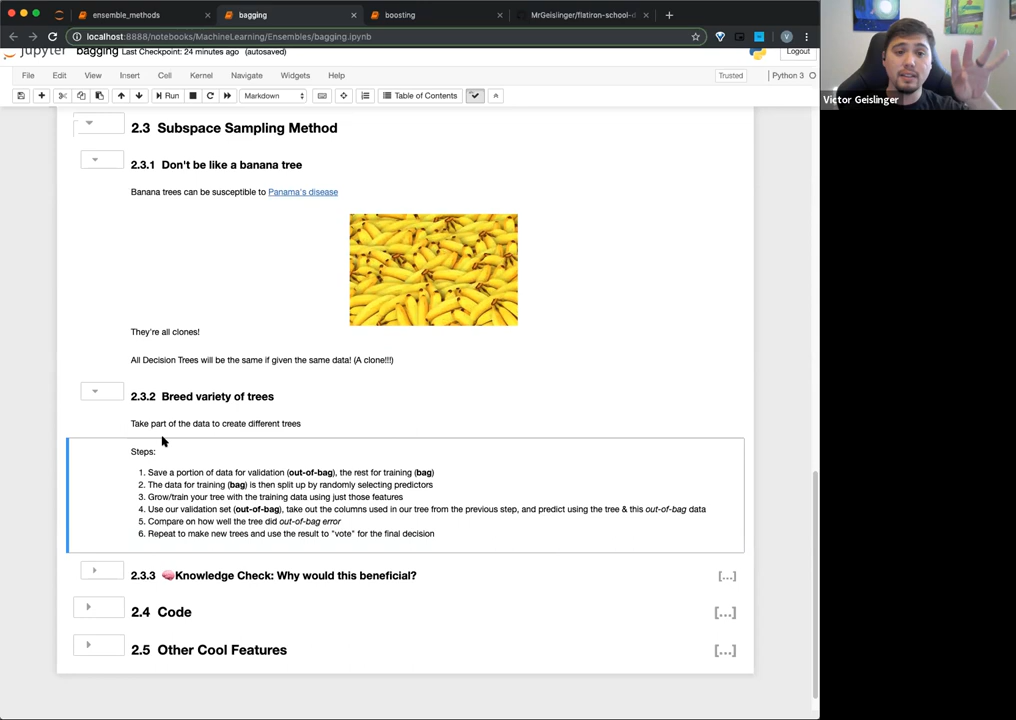 ensemble_methods
bagging
boosting
MrGeislinger/flatiron-school-d
localhost:8888/notebooks/MachineLearning/Ensembles/bagging.ipynb
V
jupyter bagging Last Checkpoint: 24 minutes ago (autosaved)
Logout
File Edit View Insert Cell Kernel Navigate Widgets Help
Trusted
Python 3
Run
Markdown
Table of Contents
Victor Geislinger
2.3 Subspace Sampling Method
2.3.1 Don't be like a banana tree
Banana trees can be susceptible to Panama's disease
They're all clones!
All Decision Trees will be the same if given the same data! (A clone!!!)
2.3.2 Breed variety of trees
Take part of the data to create different trees
Steps:
1. Save a portion of data for validation (out-of-bag), the rest for training (bag)
2. The data for training (bag) is then split up by randomly selecting predictors
3. Grow/train your tree with the training data using just those features
4. Use our validation set (out-of-bag), take out the columns used in our tree from the previous step, and predict using the tree & this out-of-bag data
5. Compare on how well the tree did out-of-bag error
6. Repeat to make new trees and use the result to "vote" for the final decision
2.3.3 🧠Knowledge Check: Why would this beneficial?
[...]
2.4 Code
[...]
2.5 Other Cool Features
[...]